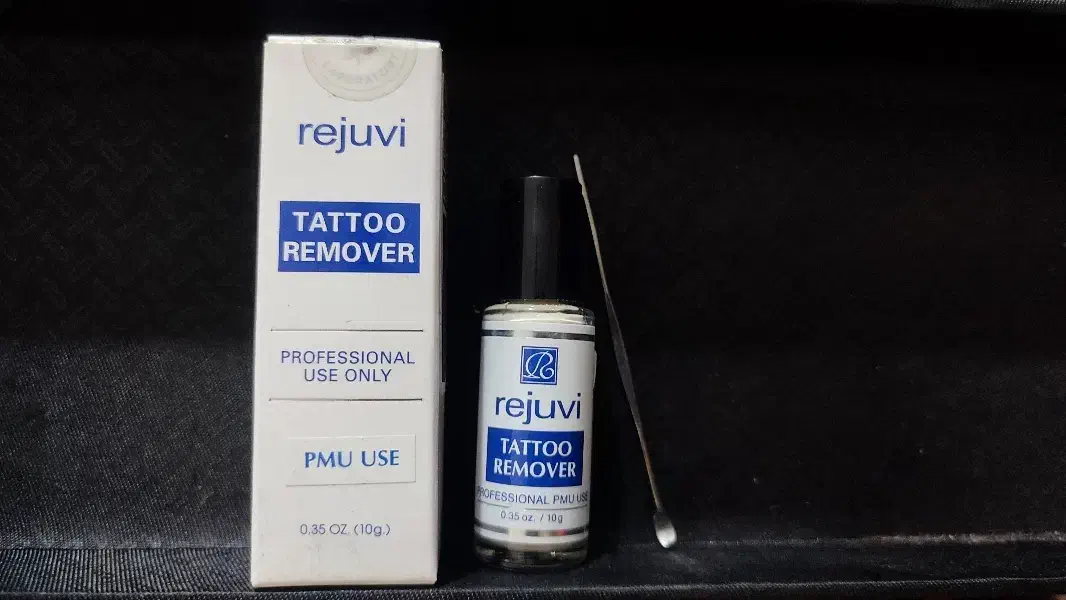 LABORATORY
rejuvi
TATTOO
REMOVER
PROFESSIONAL
USE ONLY
PMU USE
0.35 OZ. (10g.)
R
rejuvi
TATTOO
REMOVER
PROFESSIONAL PMU USE
0.35 oz. / 10g